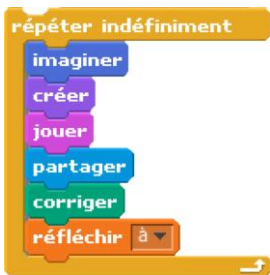 répéter indéfiniment
imaginer
créer
jouer
partager
corriger
réfléchir à